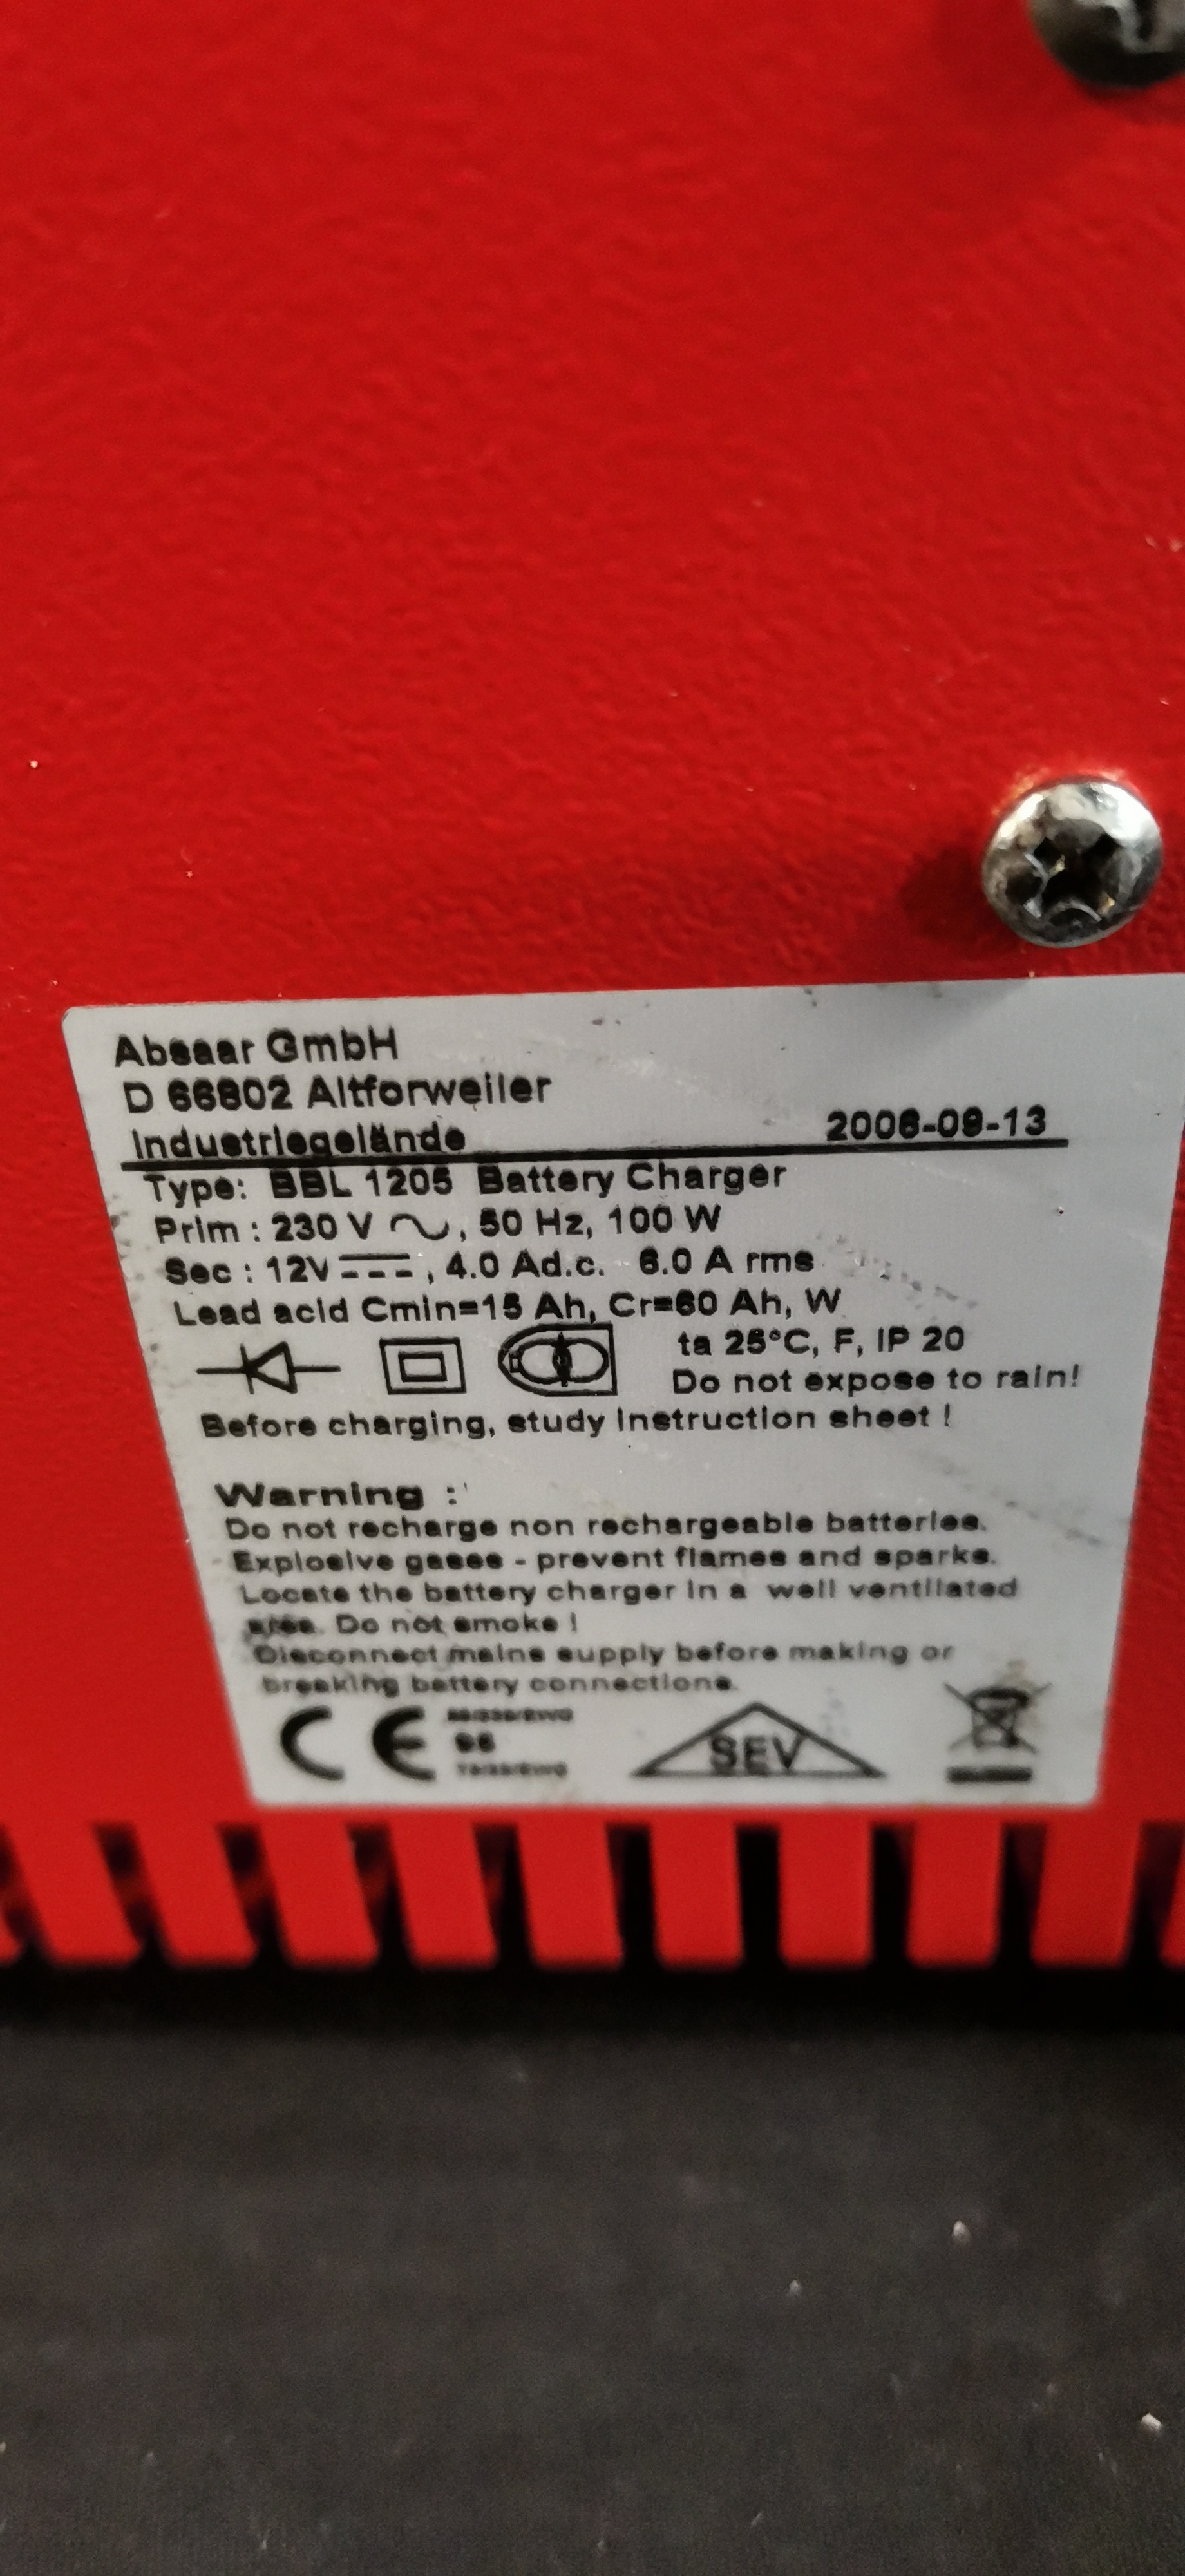 Absaar GmbH
D 66802 Altforweiler
Industriegelände 2006-09-13
Type: BBL 1205 Battery Charger
Prim : 230 V ~, 50 Hz, 100 W
Sec : 12V ⎓, 4.0 Ad.c. 6.0 A rms
Lead acid Cmin=15 Ah, Cr=60 Ah, W
ta 25°C, F, IP 20
Do not expose to rain!
Before charging, study instruction sheet !
Warning :
Do not recharge non rechargeable batteries.
Explosive gases - prevent flames and sparks.
Locate the battery charger in a well ventilated
area. Do not smoke !
Disconnect mains supply before making or
breaking battery connections.
CE
SEV